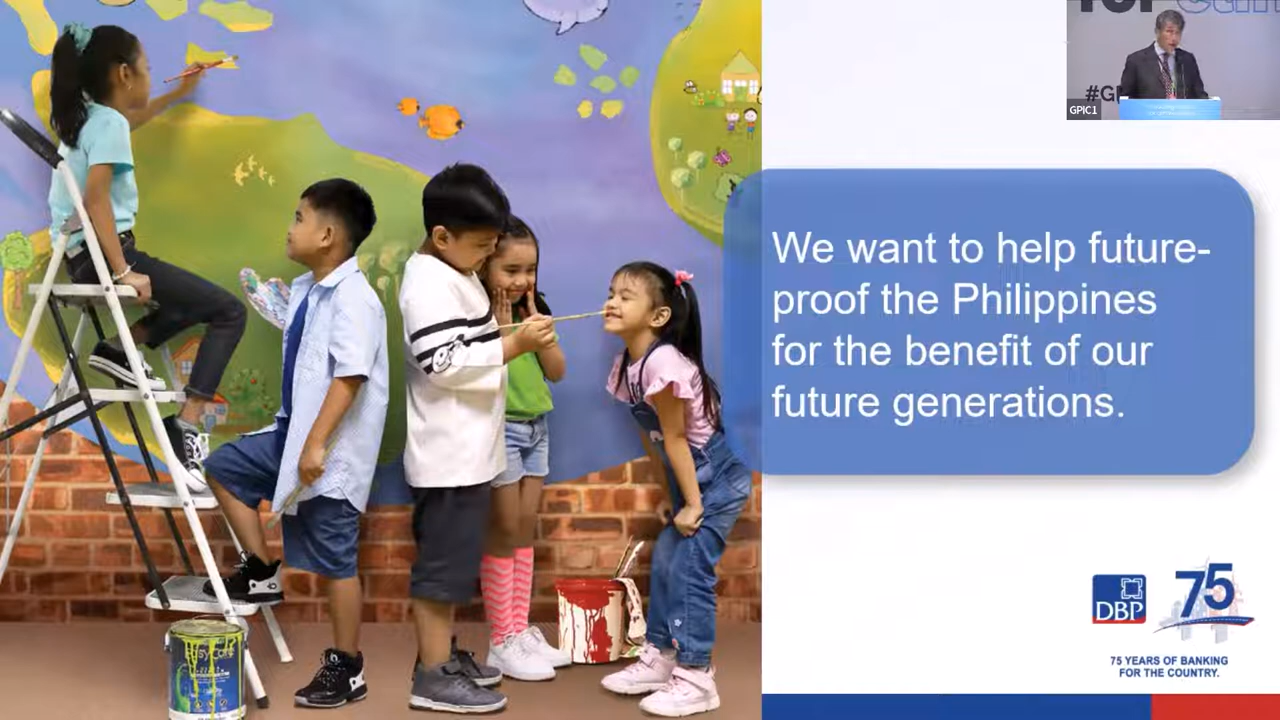 #G
GPIC1
We want to help future-
proof the Philippines
for the benefit of our
future generations.
DBP
75
75 YEARS OF BANKING
FOR THE COUNTRY.